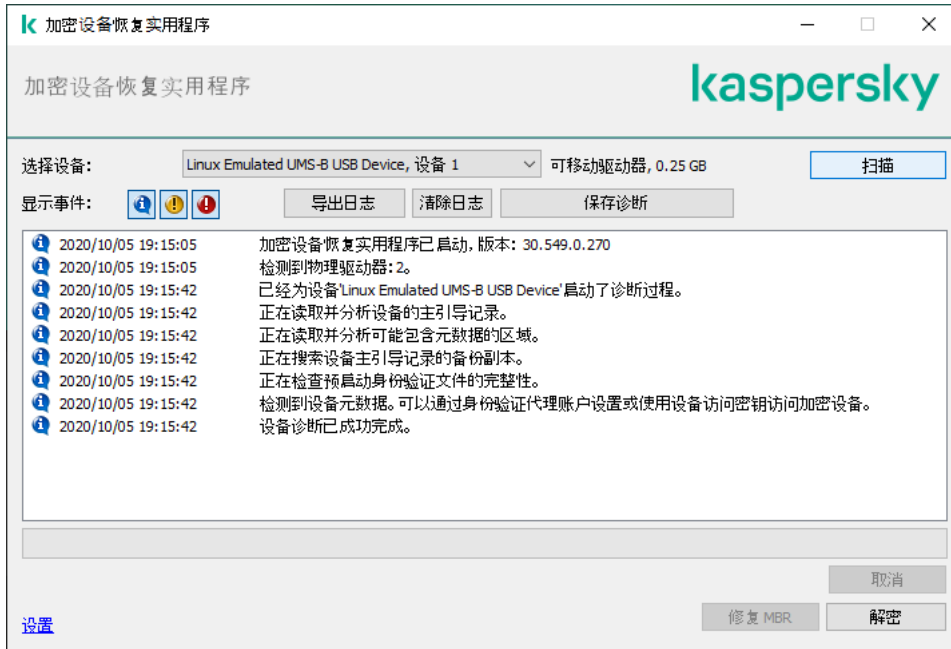 加密设备恢复实用程序
加密设备恢复实用程序
kaspersky
选择设备: Linux Emulated UMS-B USB Device, 设备 1 可移动驱动器, 0.25 GB 扫描
显示事件: 导出日志 清除日志 保存诊断
2020/10/05 19:15:05 加密设备恢复实用程序已启动, 版本: 30.549.0.270
2020/10/05 19:15:05 检测到物理驱动器: 2。
2020/10/05 19:15:42 已经为设备'Linux Emulated UMS-B USB Device'启动了诊断过程。
2020/10/05 19:15:42 正在读取并分析设备的主引导记录。
2020/10/05 19:15:42 正在读取并分析可能包含元数据的区域。
2020/10/05 19:15:42 正在搜索设备主引导记录的备份副本。
2020/10/05 19:15:42 正在检查预启动身份验证文件的完整性。
2020/10/05 19:15:42 检测到设备元数据。可以通过身份验证代理账户设置或使用设备访问密钥访问加密设备。
2020/10/05 19:15:42 设备诊断已成功完成。
取消
设置 修复 MBR 解密